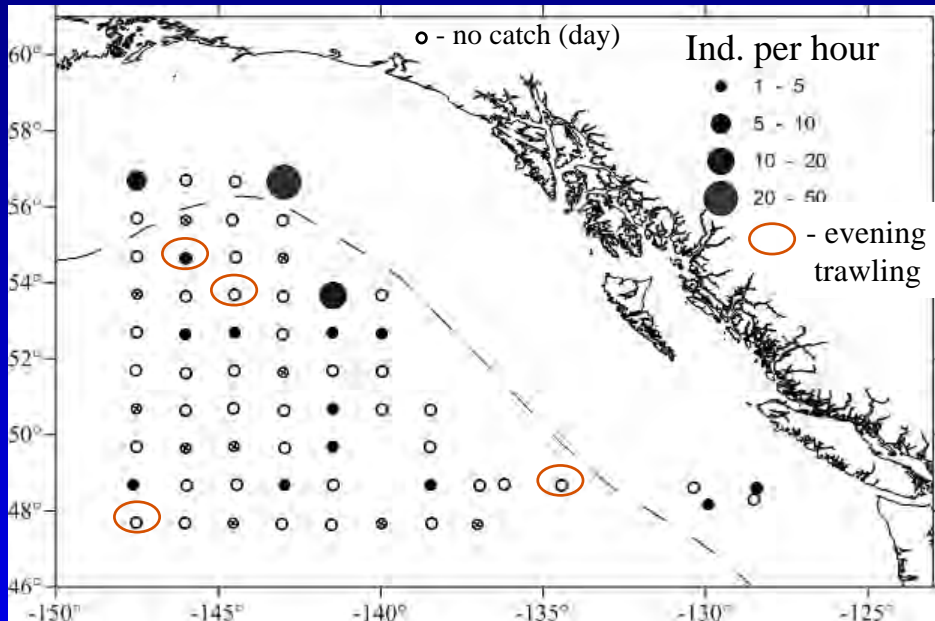 60°
58°
56°
54°
52°
50°
48°
46°
-150°
-145°
-140°
-135°
-130°
-125°
- no catch (day)
Ind. per hour
1 - 5
5 - 10
10 - 20
20 - 50
- evening
trawling